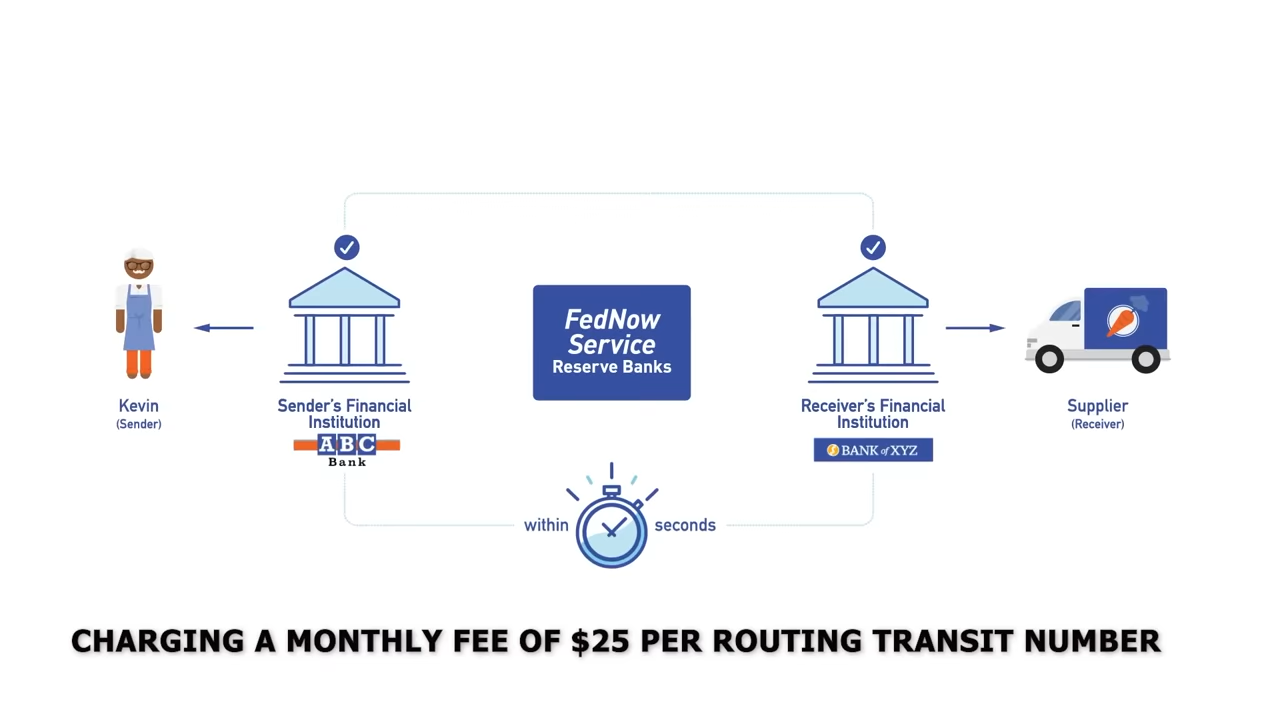 FedNow
Service
Reserve Banks
Kevin
(Sender)
Sender's Financial
Institution
ABC
Bank
Receiver's Financial
Institution
BANK of XYZ
Supplier
(Receiver)
within
seconds
CHARGING A MONTHLY FEE OF $25 PER ROUTING TRANSIT NUMBER